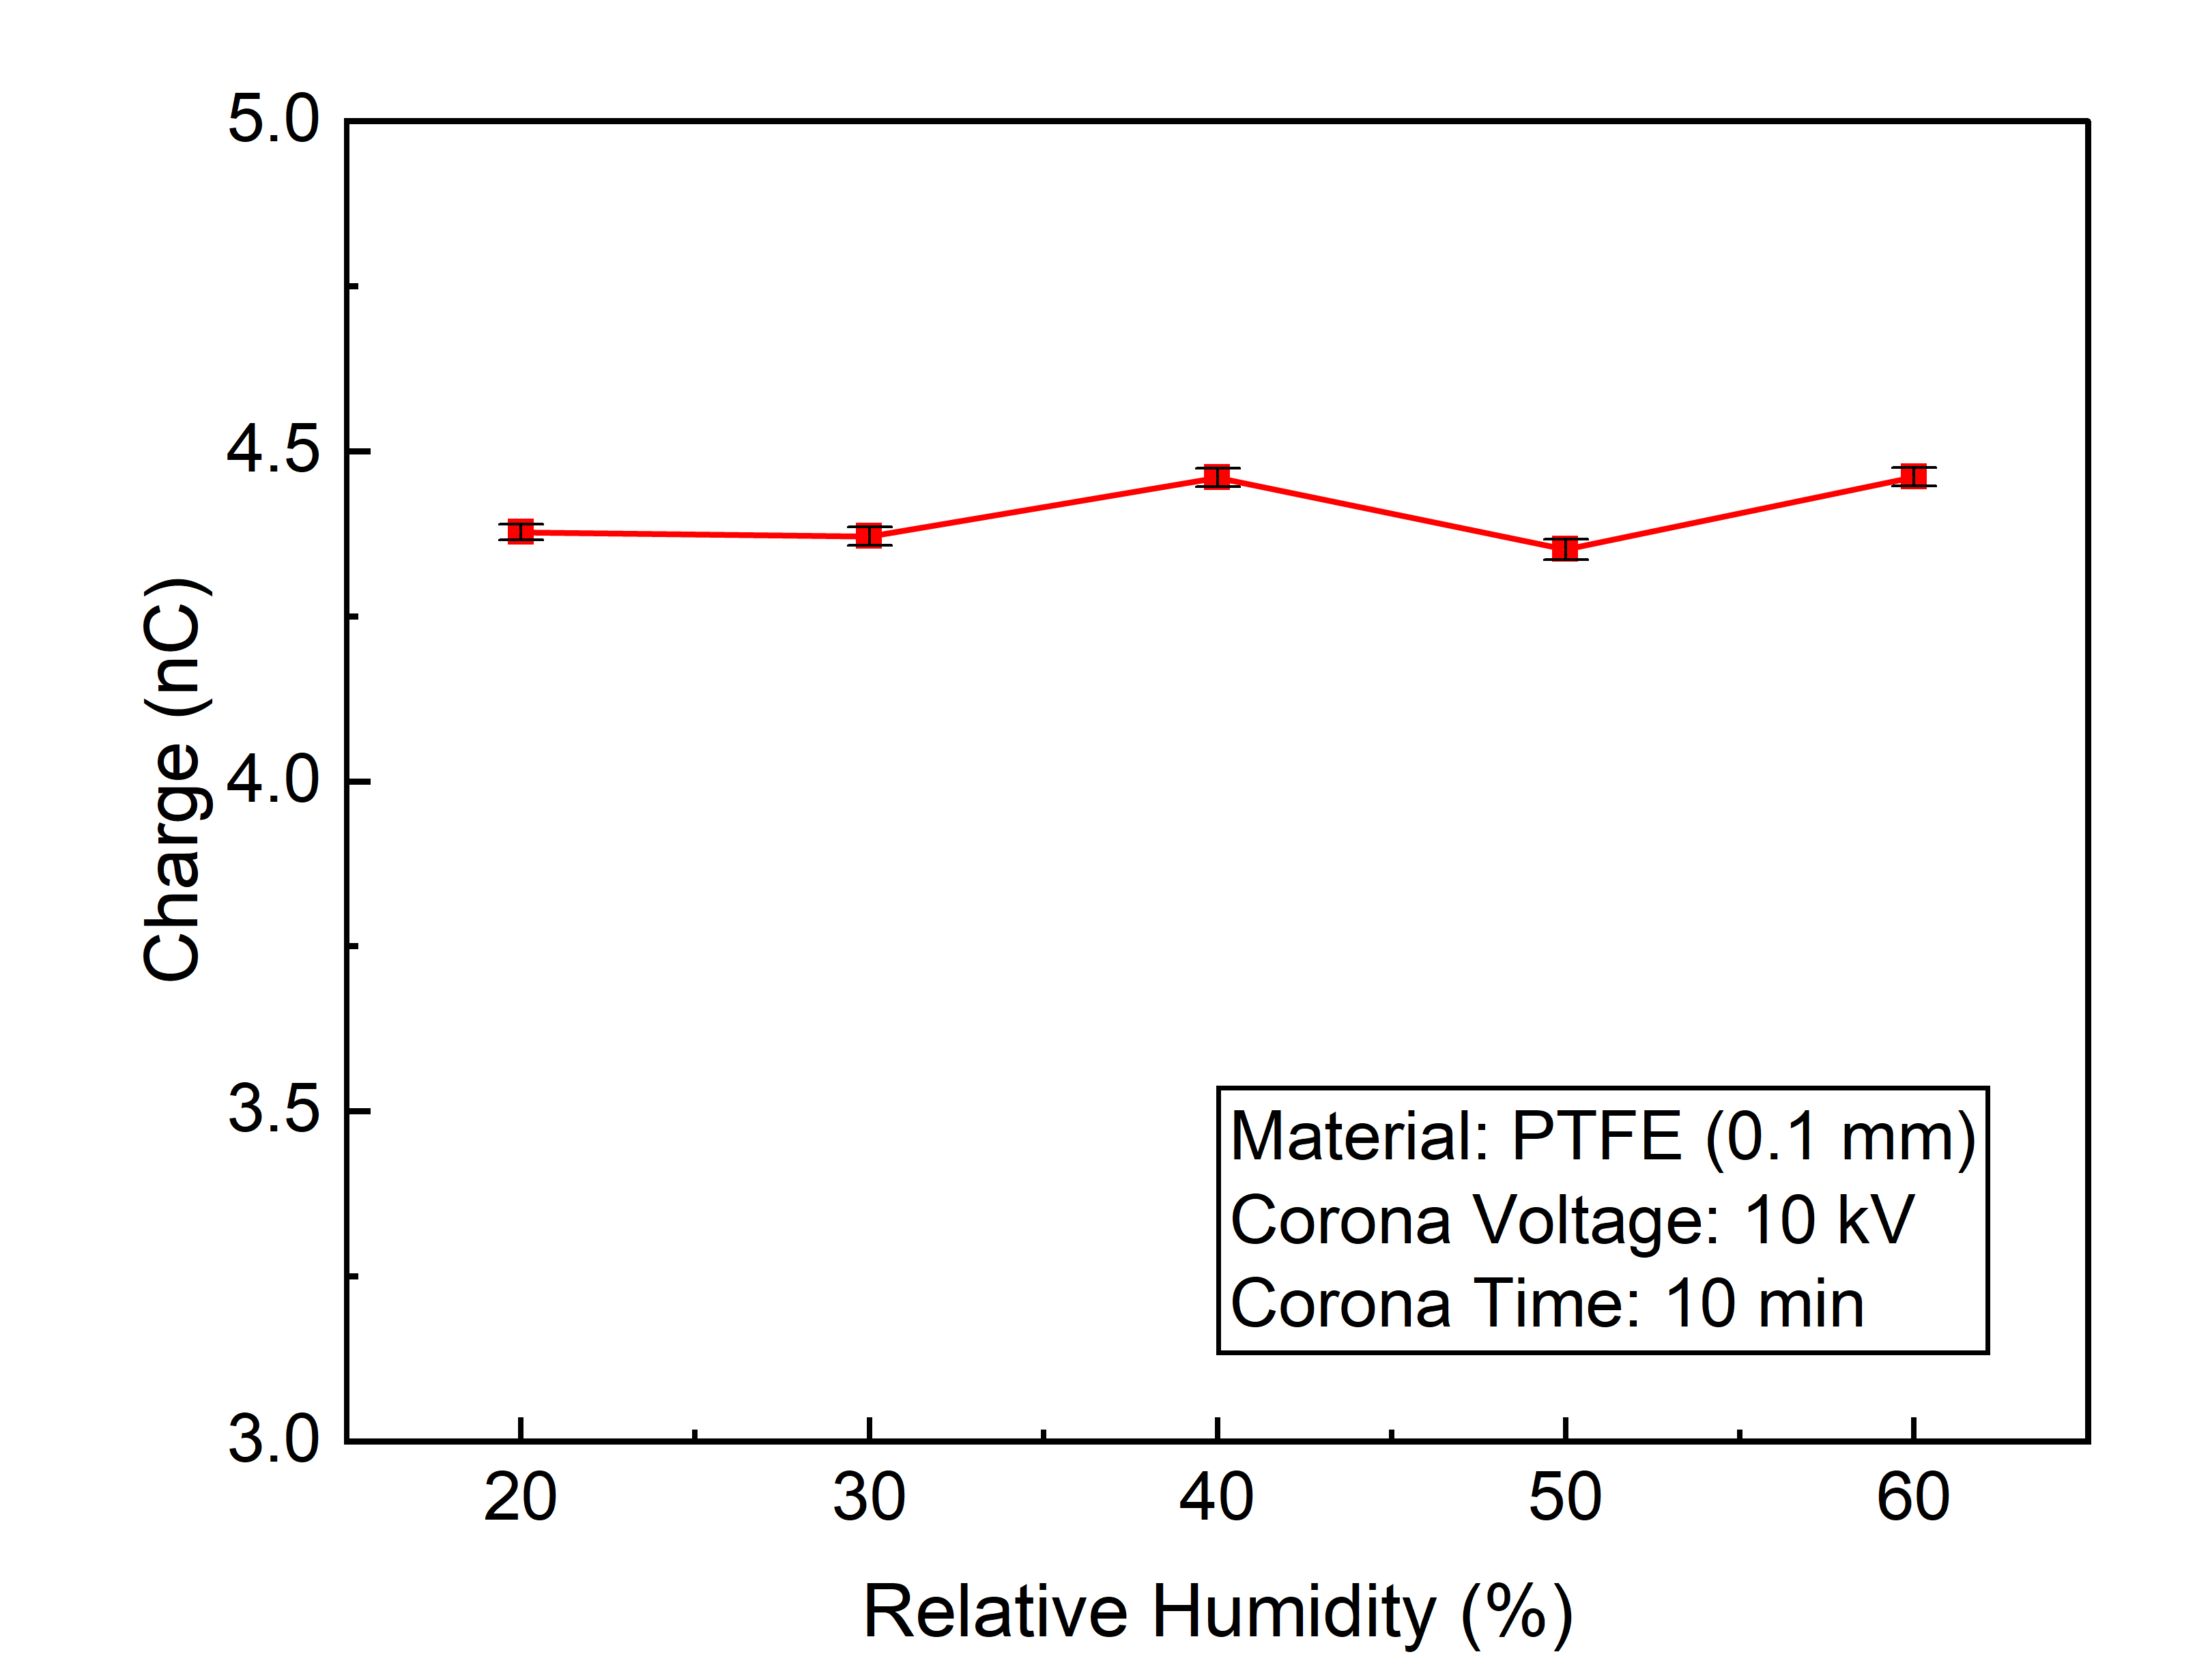 5.0
4.5
4.0
3.5
3.0
Charge (nC)
Material: PTFE (0.1 mm)
Corona Voltage: 10 kV
Corona Time: 10 min
20 30 40 50 60
Relative Humidity (%)